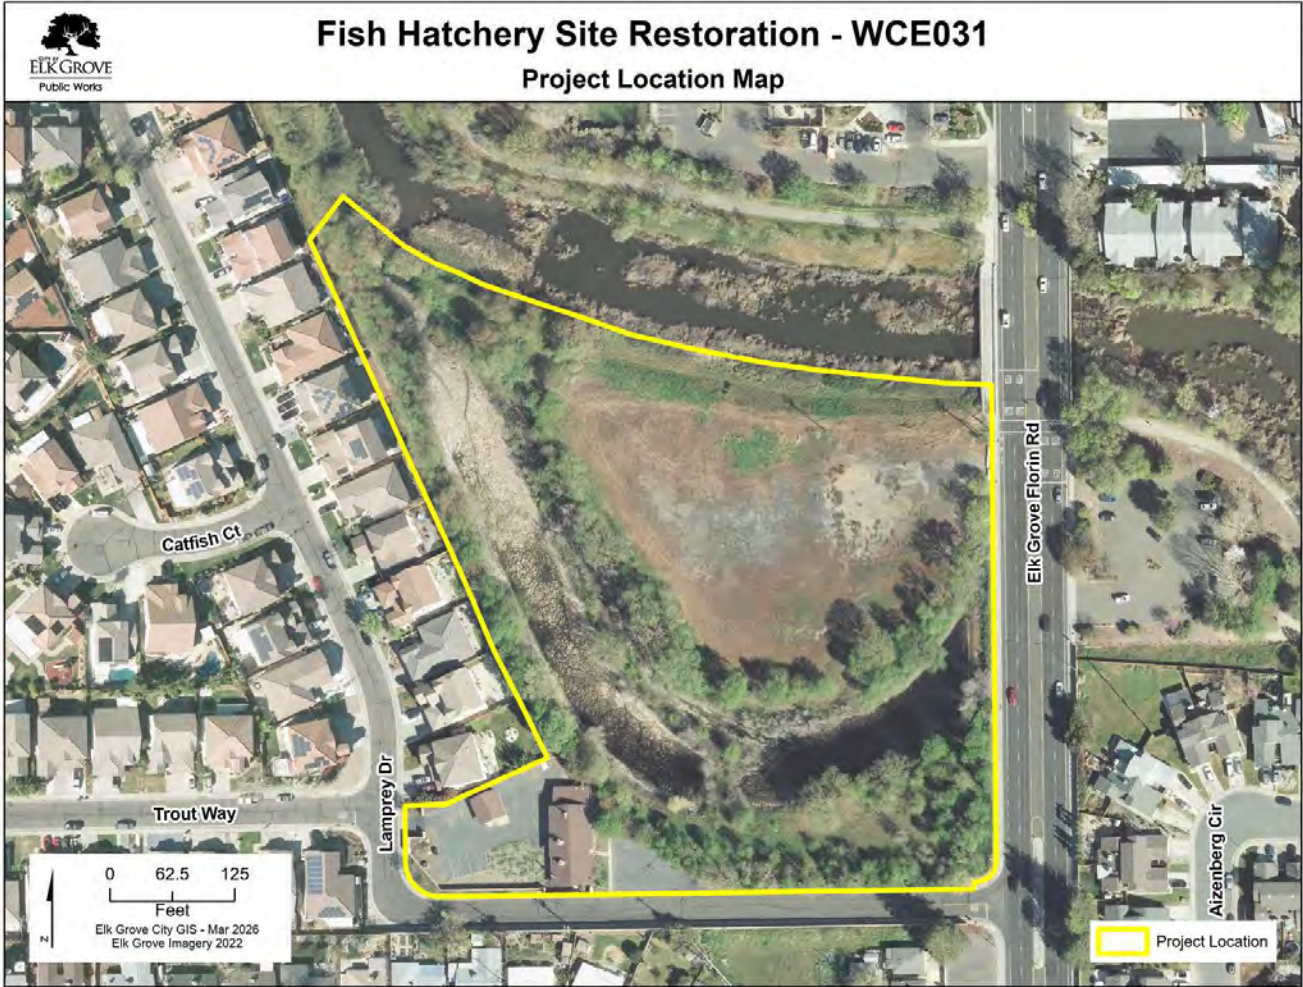 Fish Hatchery Site Restoration - WCE031
Project Location Map
CITY OF
ELK GROVE
Public Works
Catfish Ct
Elk Grove Florin Rd
Trout Way
Lamprey Dr
Aizenberg Cir
0 62.5 125
Feet
Elk Grove City GIS - Mar 2026
Elk Grove Imagery 2022
N
Project Location